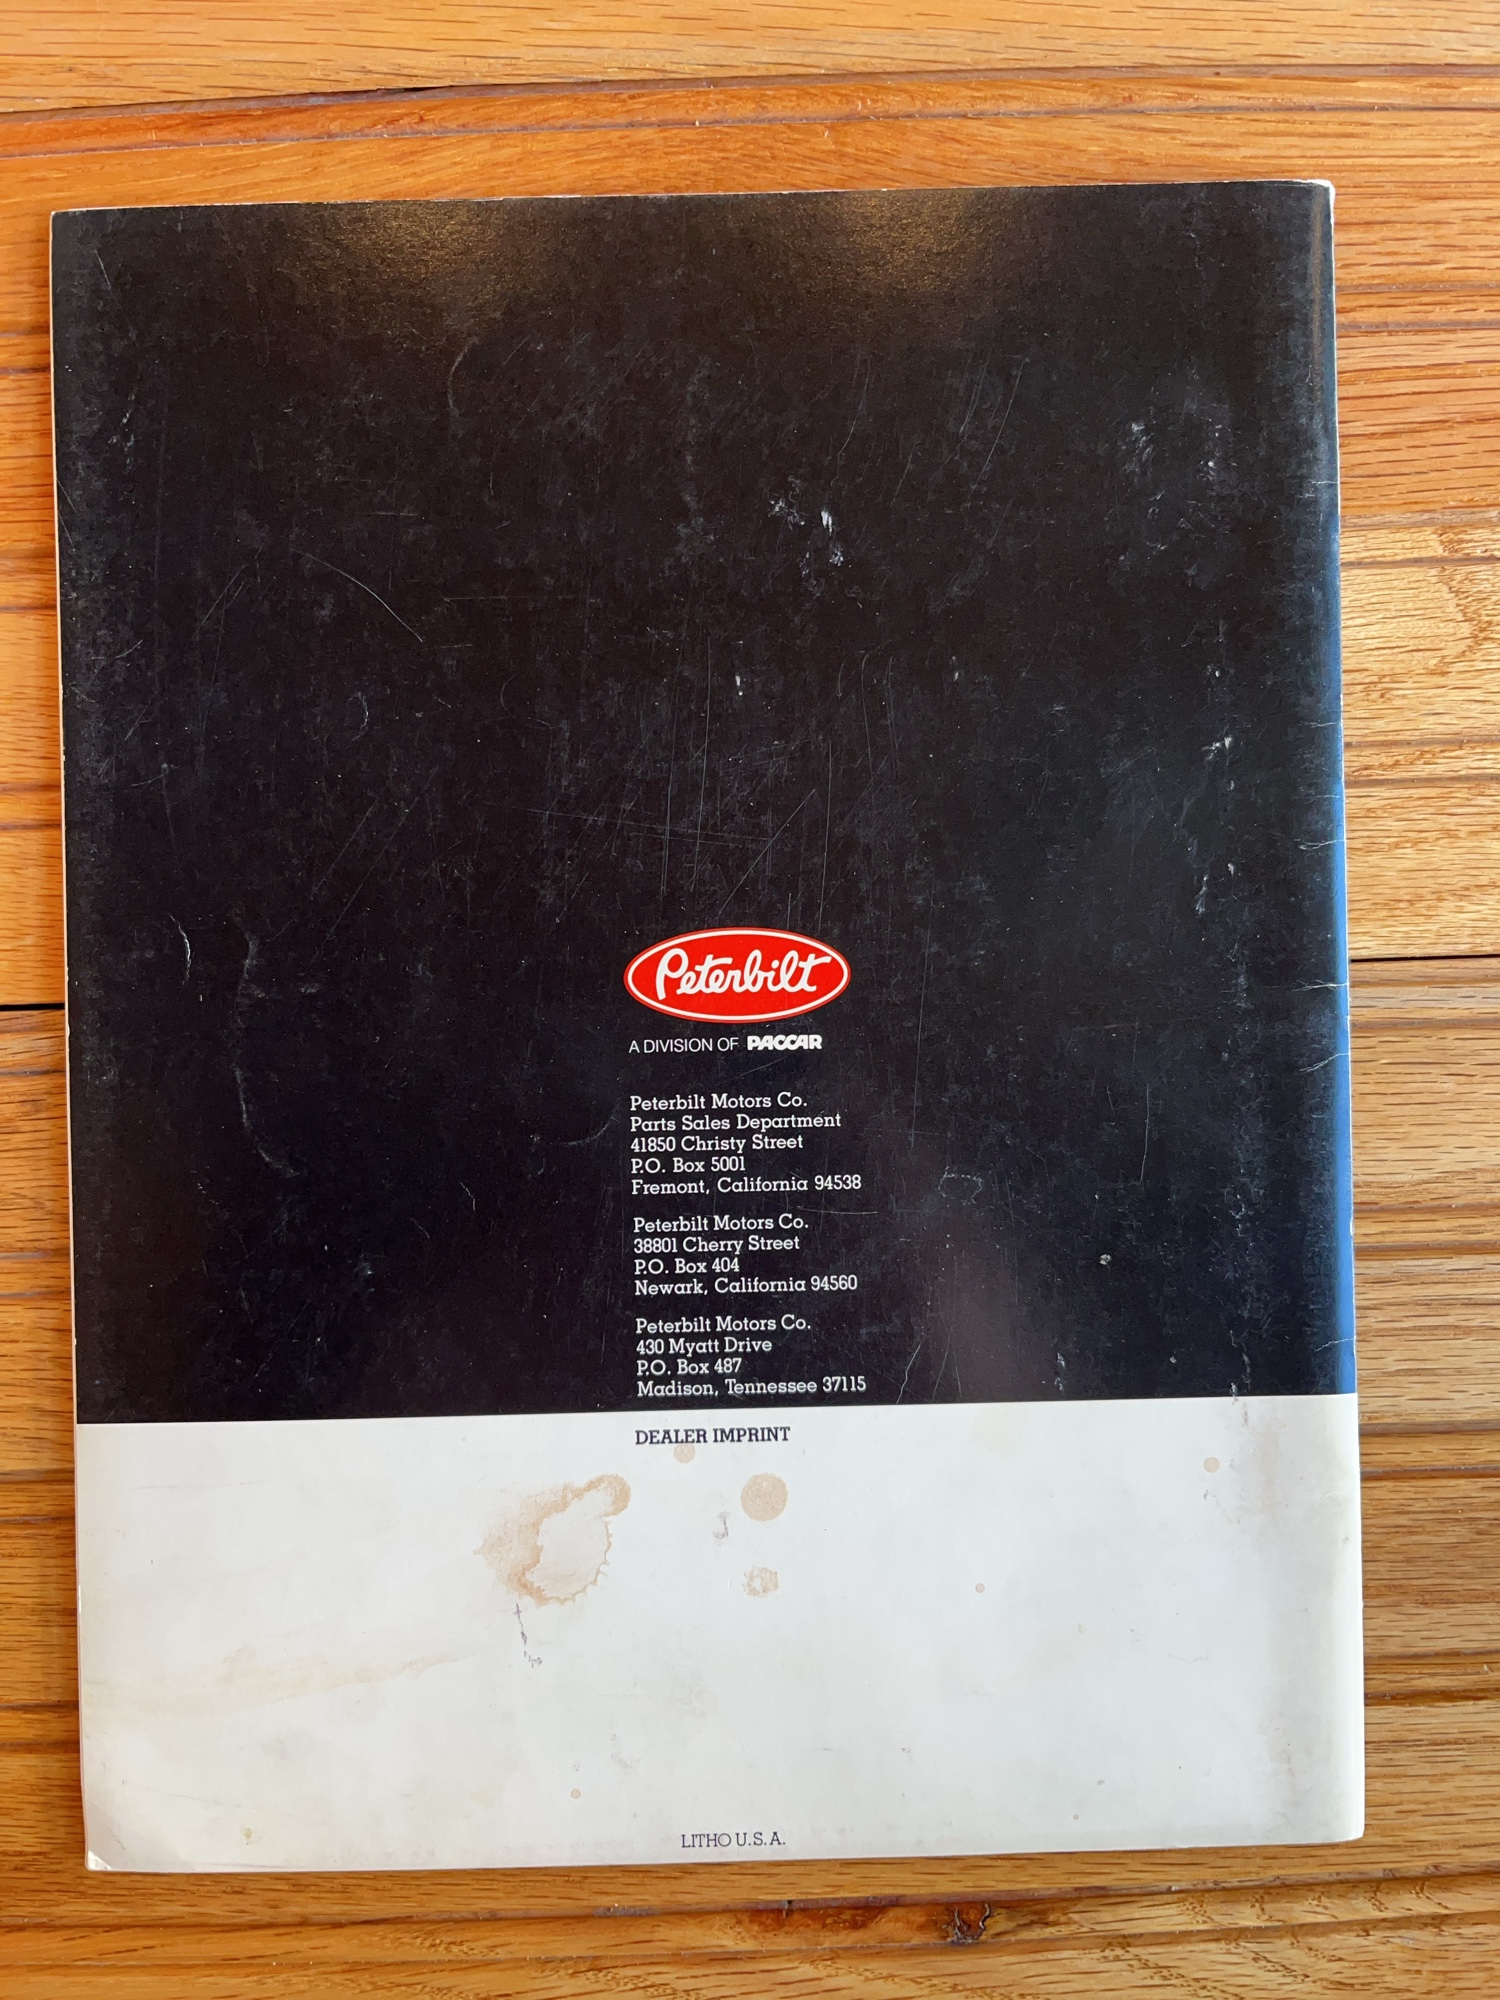 Peterbilt
A DIVISION OF PACCAR
Peterbilt Motors Co.
Parts Sales Department
41850 Christy Street
P.O. Box 5001
Fremont, California 94538
Peterbilt Motors Co.
38801 Cherry Street
P.O. Box 404
Newark, California 94560
Peterbilt Motors Co.
430 Myatt Drive
P.O. Box 487
Madison, Tennessee 37115
DEALER IMPRINT
LITHO U.S.A.